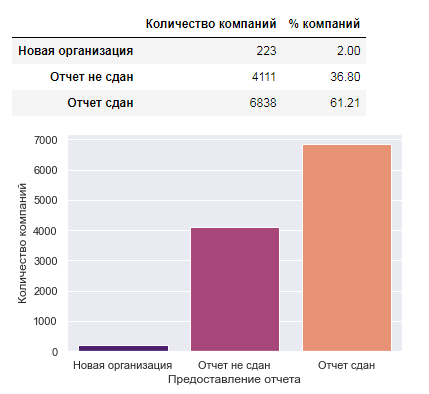 Количество компаний % компаний
Новая организация 223 2.00
Отчет не сдан 4111 36.80
Отчет сдан 6838 61.21
7000
6000
5000
4000
3000
2000
1000
0
Количество компаний
Новая организация Отчет не сдан Отчет сдан
Предоставление отчета